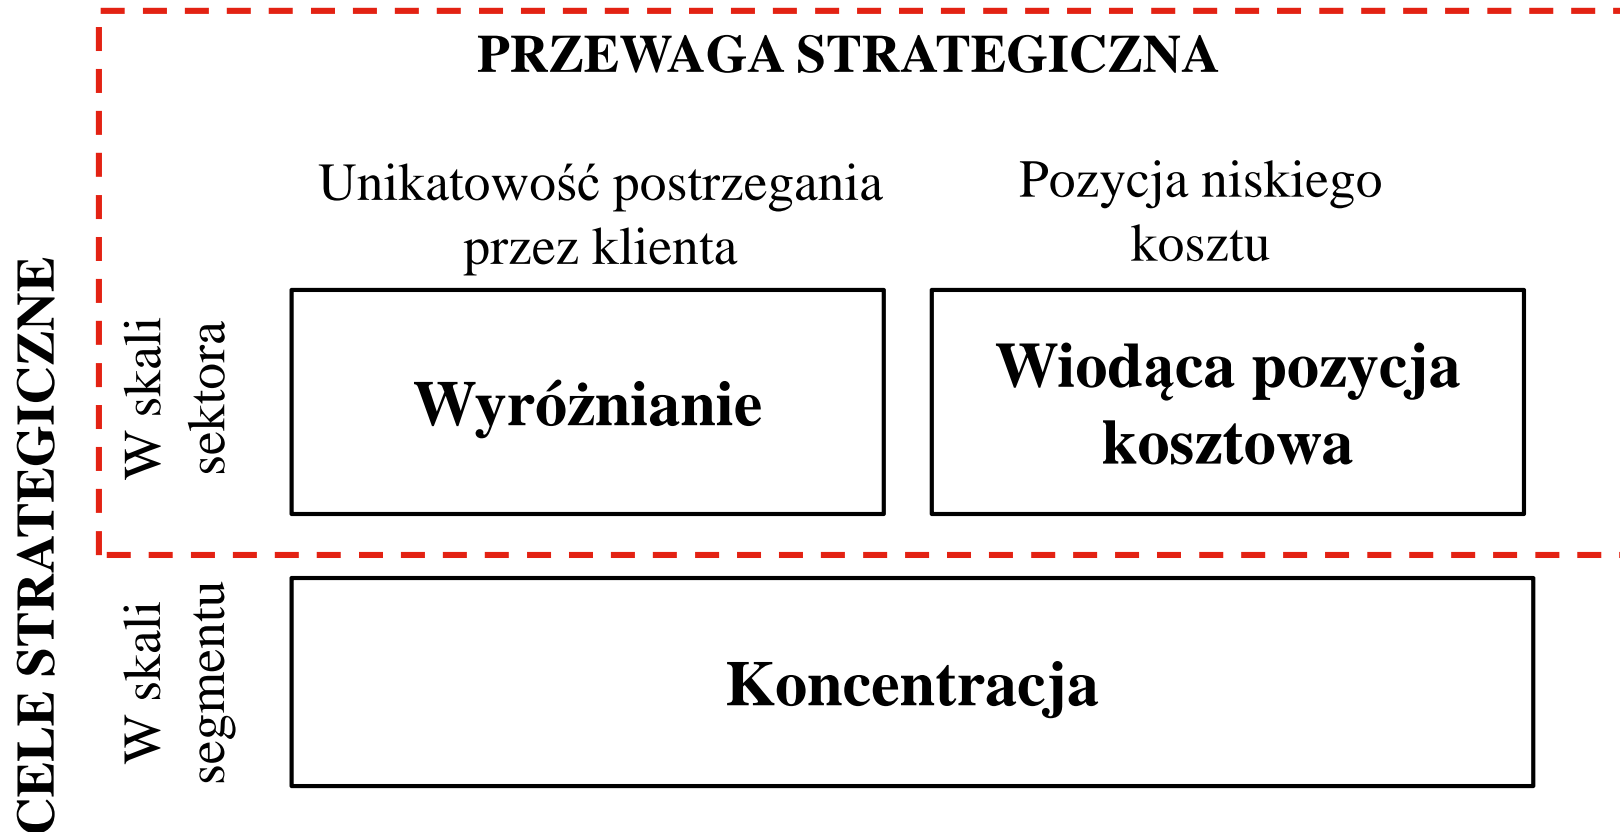 PRZEWAGA STRATEGICZNA
Unikatowość postrzegania
przez klienta
Pozycja niskiego
kosztu
CELE STRATEGICZNE
W skali
sektora
Wyróżnianie
Wiodąca pozycja
kosztowa
W skali
segmentu
Koncentracja